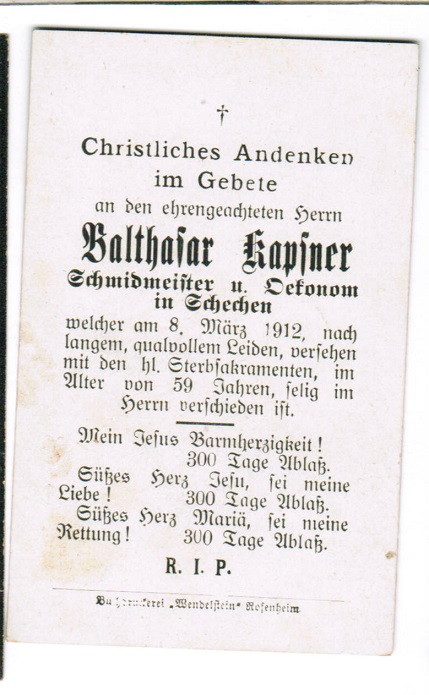 †
Christliches Andenken
im Gebete
an den ehrengeachteten Herrn
Balthasar Kapsner
Schmidmeister u. Oekonom
in Schechen
welcher am 8. März 1912, nach
langem, qualvollem Leiden, versehen
mit den hl. Sterbsakramenten, im
Alter von 59 Jahren, selig im
Herrn verschieden ist.
Mein Jesus Barmherzigkeit!
300 Tage Ablaß.
Süßes Herz Jesu, sei meine
Liebe! 300 Tage Ablaß.
Süßes Herz Mariä, sei meine
Rettung! 300 Tage Ablaß.
R. I. P.
Buchdruckerei „Wendelstein" Rosenheim